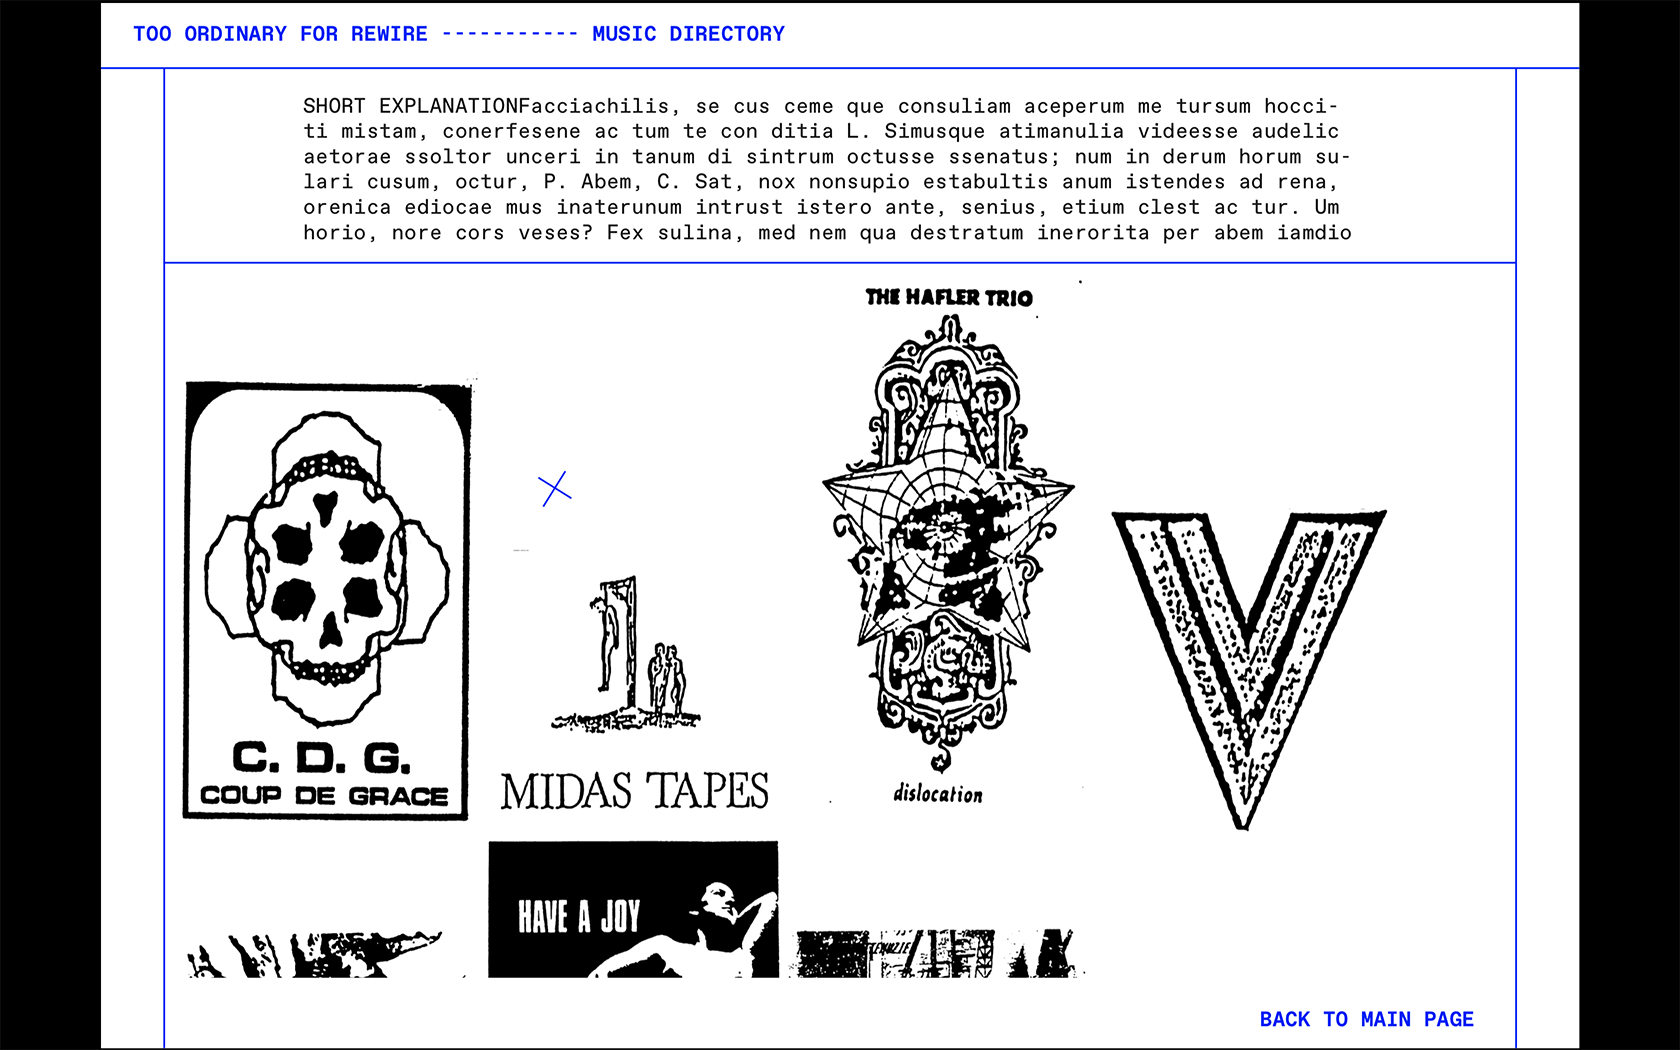 TOO ORDINARY FOR REWIRE ----------- MUSIC DIRECTORY
SHORT EXPLANATIONFacciachilis, se cus ceme que consuliam aceperum me tursum hocci-
ti mistam, conerfesene ac tum te con ditia L. Simusque atimanulia videesse audelic
aetorae ssoltor unceri in tanum di sintrum octusse ssenatus; num in derum horum su-
lari cusum, octur, P. Abem, C. Sat, nox nonsupio estabultis anum istendes ad rena,
orenica ediocae mus inaterunum intrust istero ante, senius, etium clest ac tur. Um
horio, nore cors veses? Fex sulina, med nem qua destratum inerorita per abem iamdio
THE HAFLER TRIO
C. D. G.
COUP DE GRACE
MIDAS TAPES
dislocation
V
HAVE A JOY
BACK TO MAIN PAGE